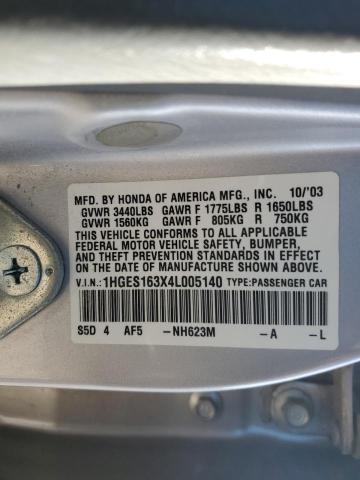 MFD. BY HONDA OF AMERICA MFG., INC. 10/'03
GVWR 3440LBS GAWR F 1775LBS R 1650LBS
GVWR 1560KG GAWR F 805KG R 750KG
THIS VEHICLE CONFORMS TO ALL APPLICABLE
FEDERAL MOTOR VEHICLE SAFETY, BUMPER,
AND THEFT PREVENTION STANDARDS IN EFFECT
ON THE DATE OF MANUFACTURE SHOWN ABOVE.
V.I.N.: 1HGES163X4L005140 TYPE: PASSENGER CAR
S5D 4 AF5 -NH623M -A -L